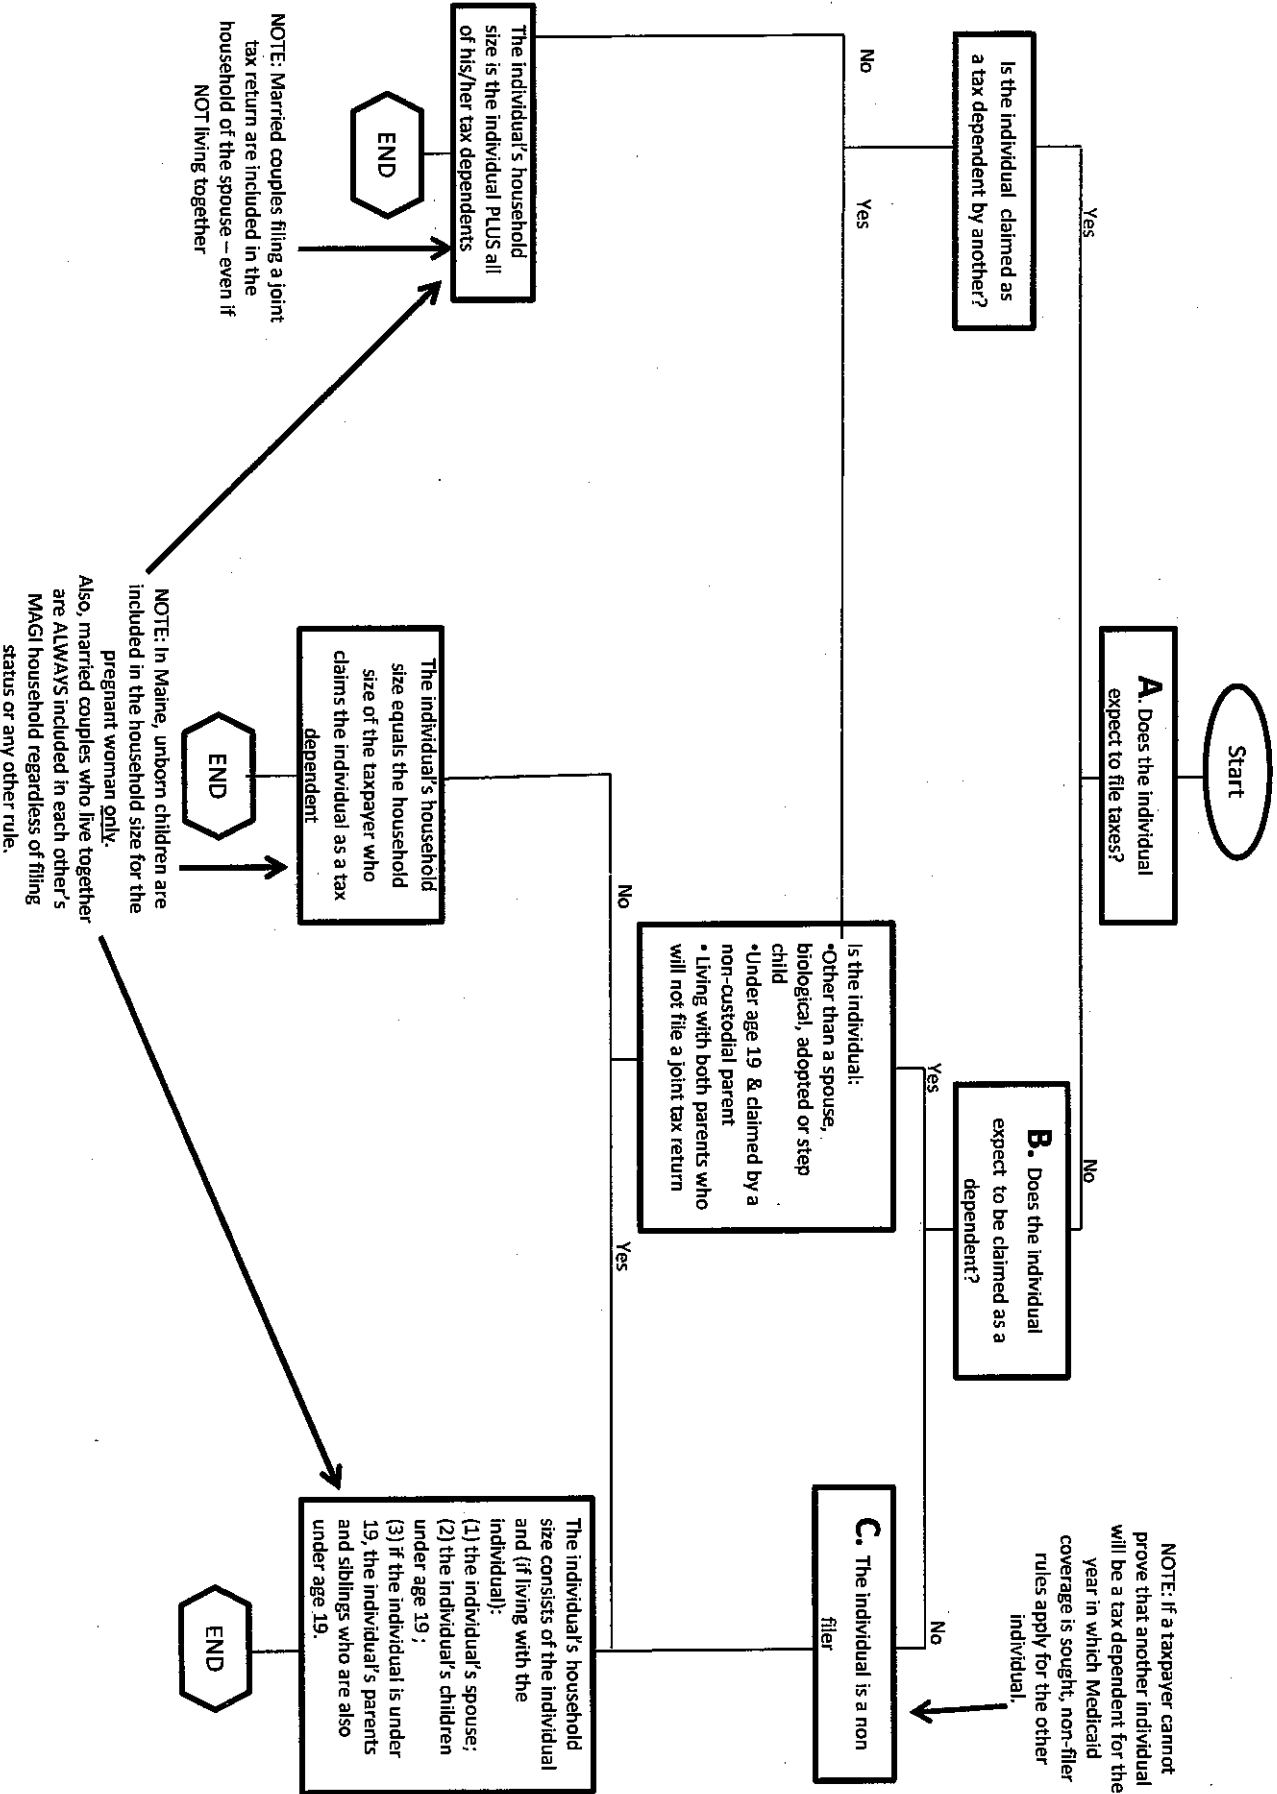 Start
A. Does the individual
expect to file taxes?
Yes
No
Is the individual claimed as
a tax dependent by another?
B. Does the individual
expect to be claimed as a
dependent?
NOTE: If a taxpayer cannot
prove that another individual
will be a tax dependent for the
year in which Medicaid
coverage is sought, non-filer
rules apply for the other
individual.
No
Yes
Yes
No
Is the individual:
•Other than a spouse,
biological, adopted or step
child
•Under age 19 & claimed by a
non-custodial parent
• Living with both parents who
will not file a joint tax return
C. The individual is a non
filer
No
Yes
The individual's household
size is the individual PLUS all
of his/her tax dependents
END
NOTE: Married couples filing a joint
tax return are included in the
household of the spouse – even if
NOT living together
The individual's household
size equals the household
size of the taxpayer who
claims the individual as a tax
dependent
END
The individual's household
size consists of the individual
and (if living with the
individual):
(1) the individual's spouse;
(2) the individual's children
under age 19 ;
(3) if the individual is under
19, the individual's parents
and siblings who are also
under age 19.
END
NOTE: In Maine, unborn children are
included in the household size for the
pregnant woman only.
Also, married couples who live together
are ALWAYS included in each other's
MAGI household regardless of filing
status or any other rule.